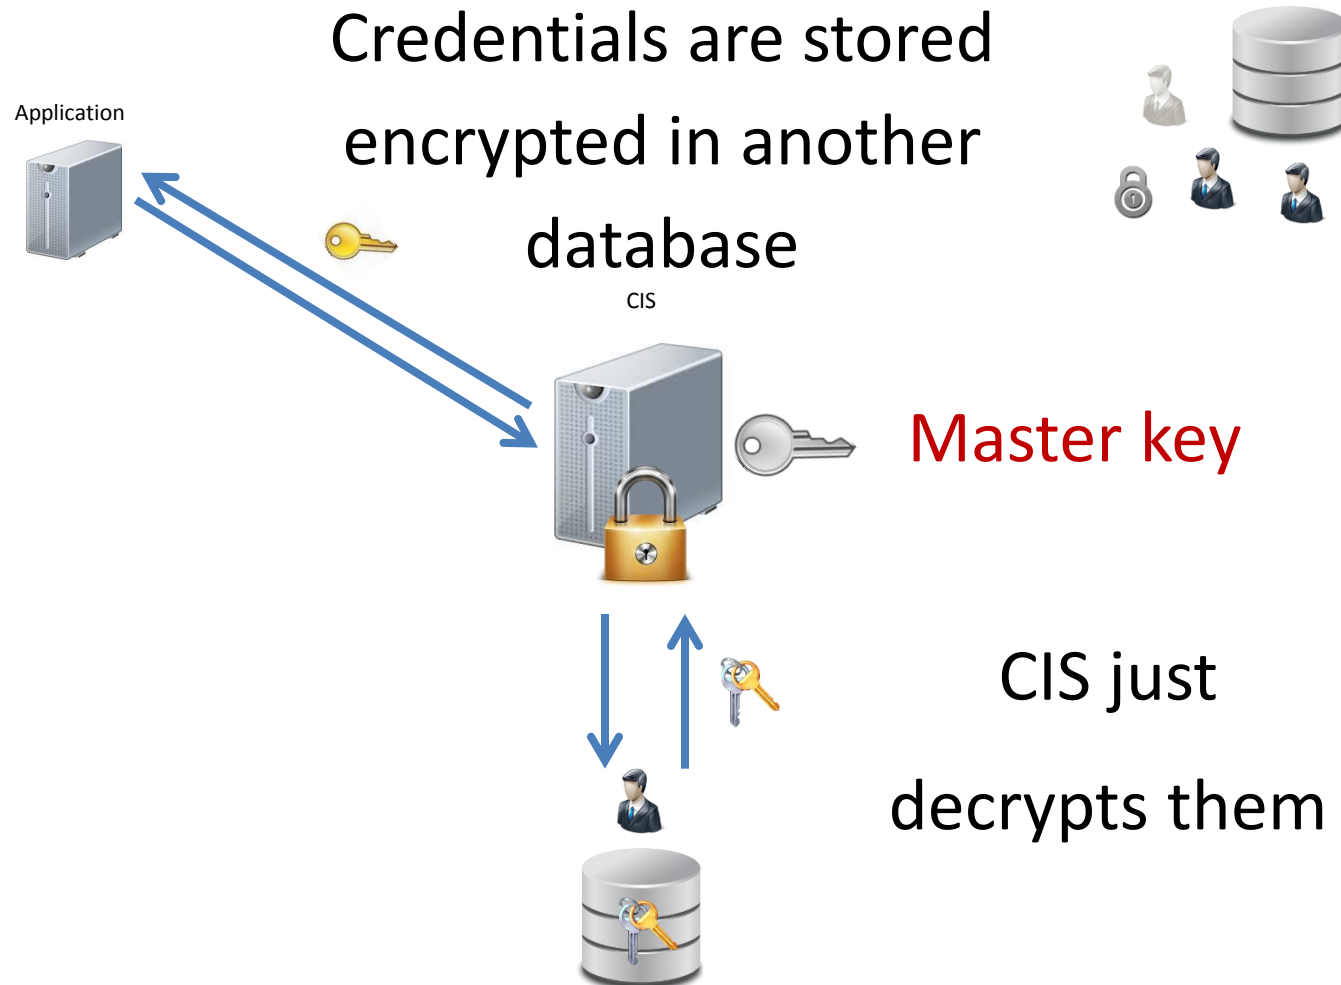 Credentials are stored
encrypted in another
database
Application
CIS
Master key
CIS just
decrypts them